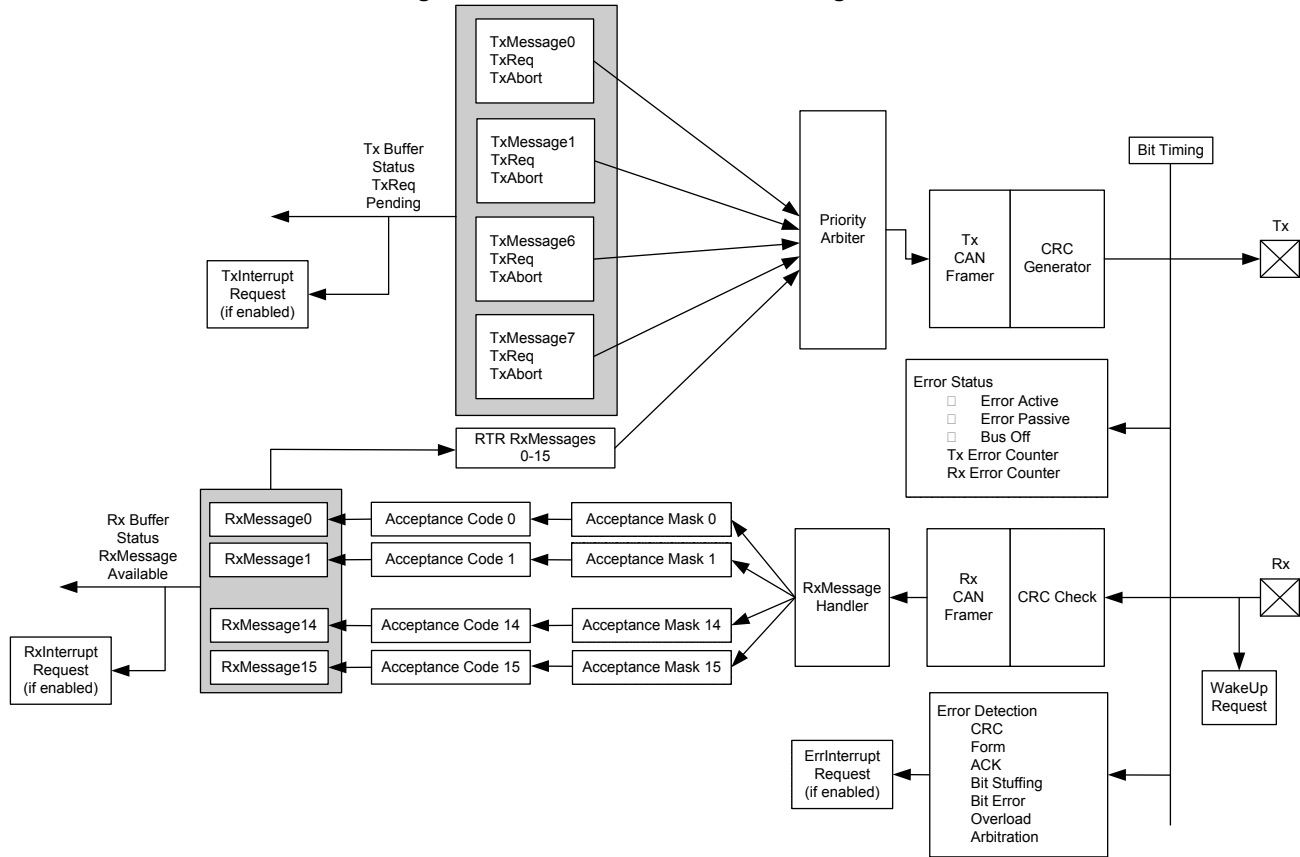 TxMessage0
TxReq
TxAbort
TxMessage1
TxReq
TxAbort
TxMessage6
TxReq
TxAbort
TxMessage7
TxReq
TxAbort
Tx Buffer
Status
TxReq
Pending
TxInterrupt
Request
(if enabled)
Priority
Arbiter
Tx
CAN
Framer
CRC
Generator
Bit Timing
Tx
Error Status
Error Active
Error Passive
Bus Off
Tx Error Counter
Rx Error Counter
RTR RxMessages
0-15
Rx Buffer
Status
RxMessage
Available
RxInterrupt
Request
(if enabled)
RxMessage0
Acceptance Code 0
Acceptance Mask 0
RxMessage1
Acceptance Code 1
Acceptance Mask 1
RxMessage14
Acceptance Code 14
Acceptance Mask 14
RxMessage15
Acceptance Code 15
Acceptance Mask 15
RxMessage
Handler
Rx
CAN
Framer
CRC Check
Rx
WakeUp
Request
ErrInterrupt
Request
(if enabled)
Error Detection
CRC
Form
ACK
Bit Stuffing
Bit Error
Overload
Arbitration